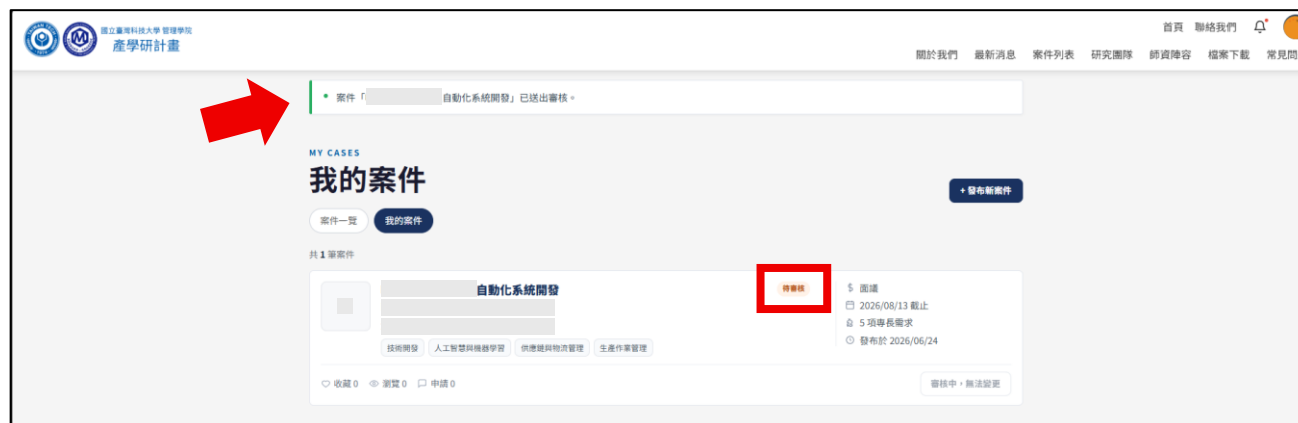 國立臺灣科技大學 管理學院
產學研計畫
首頁 聯絡我們
關於我們 最新消息 案件列表 研究團隊 師資陣容 檔案下載 常見問
案件「 自動化系統開發」已送出審核。
MY CASES
我的案件
+ 發布新案件
案件一覽 我的案件
共 1 筆案件
自動化系統開發
待審核
$ 面議
2026/08/13 截止
5 項專長需求
發布於 2026/06/24
技術開發 人工智慧與機器學習 供應鏈與物流管理 生產作業管理
收藏 0 瀏覽 0 申請 0
審核中,無法變更